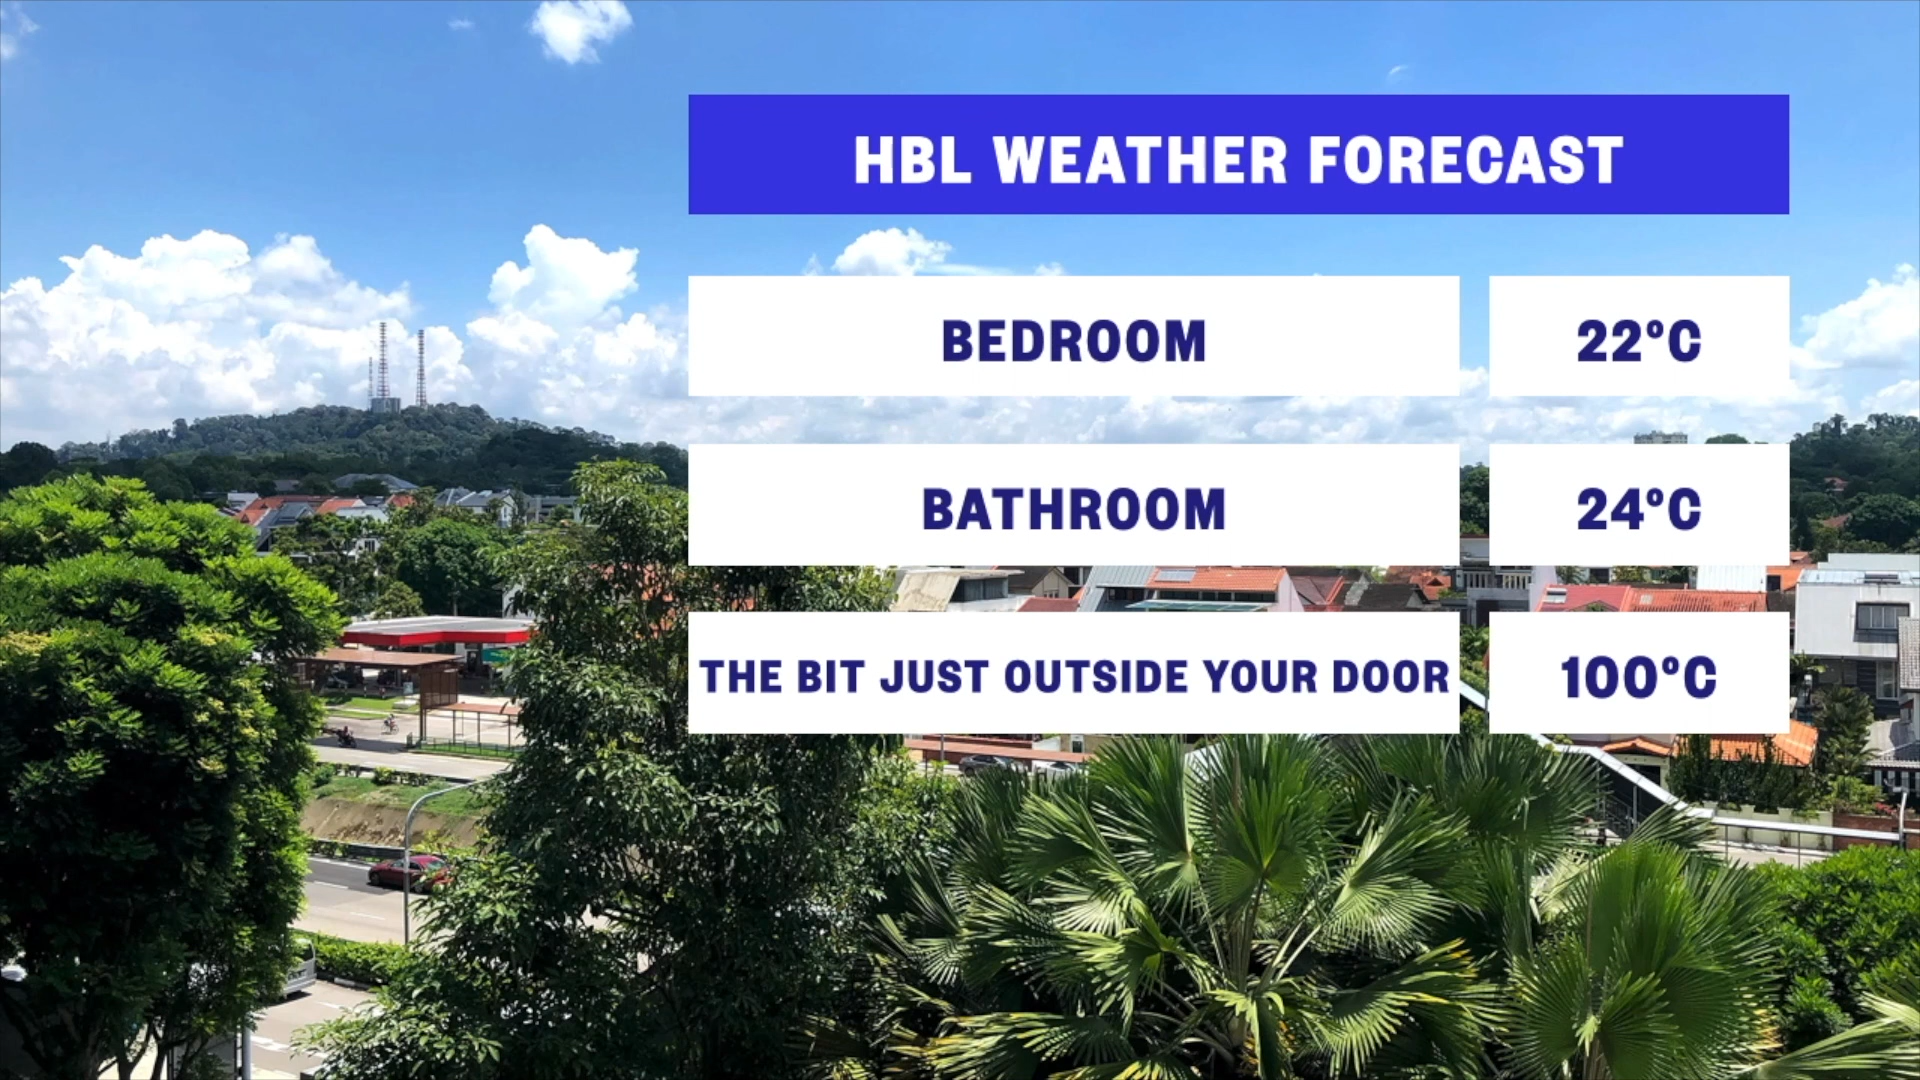 HBL WEATHER FORECAST
BEDROOM 22°C
BATHROOM 24°C
THE BIT JUST OUTSIDE YOUR DOOR 100°C